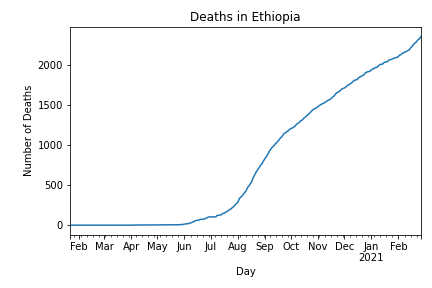 Deaths in Ethiopia
Number of Deaths
2000
1500
1000
500
0
Feb Mar Apr May Jun Jul Aug Sep Oct Nov Dec Jan Feb
2021
Day